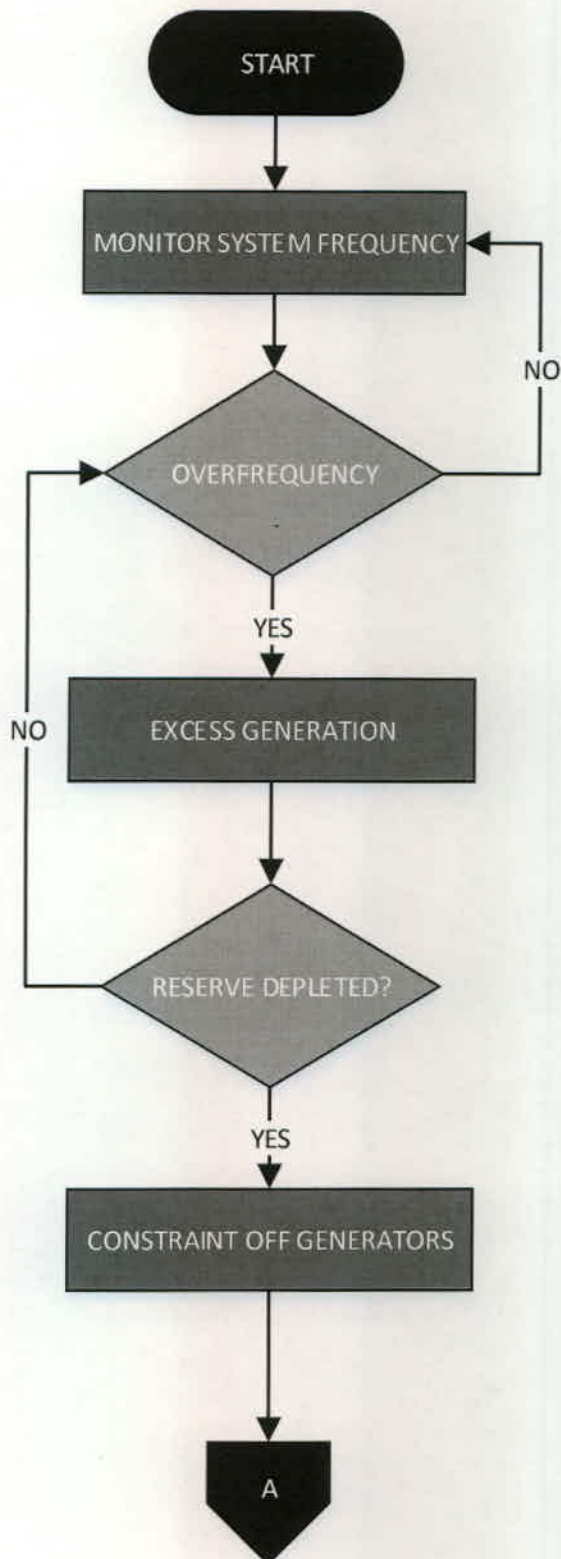 START
MONITOR SYSTEM FREQUENCY
NO
OVERFREQUENCY
YES
NO
EXCESS GENERATION
RESERVE DEPLETED?
YES
CONSTRAINT OFF GENERATORS
A